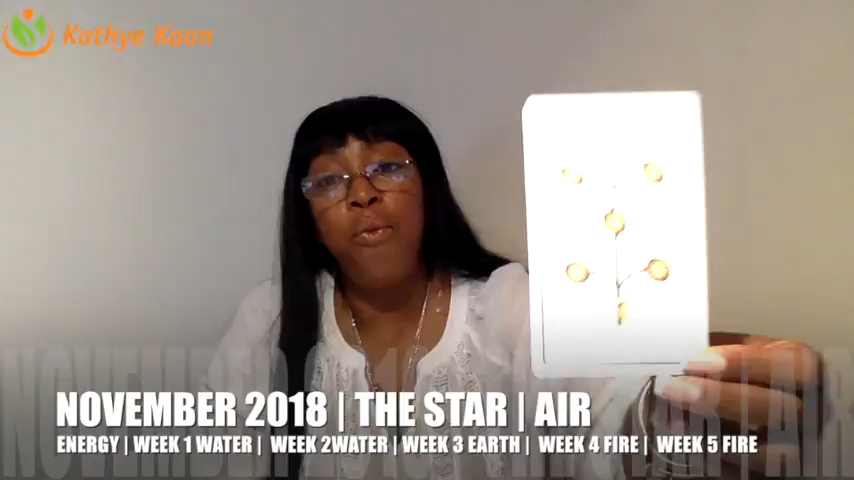 Kathye Kaan
NOVEMBER 2018 | THE STAR | AIR
ENERGY | WEEK 1 WATER | WEEK 2WATER | WEEK 3 EARTH | WEEK 4 FIRE | WEEK 5 FIRE